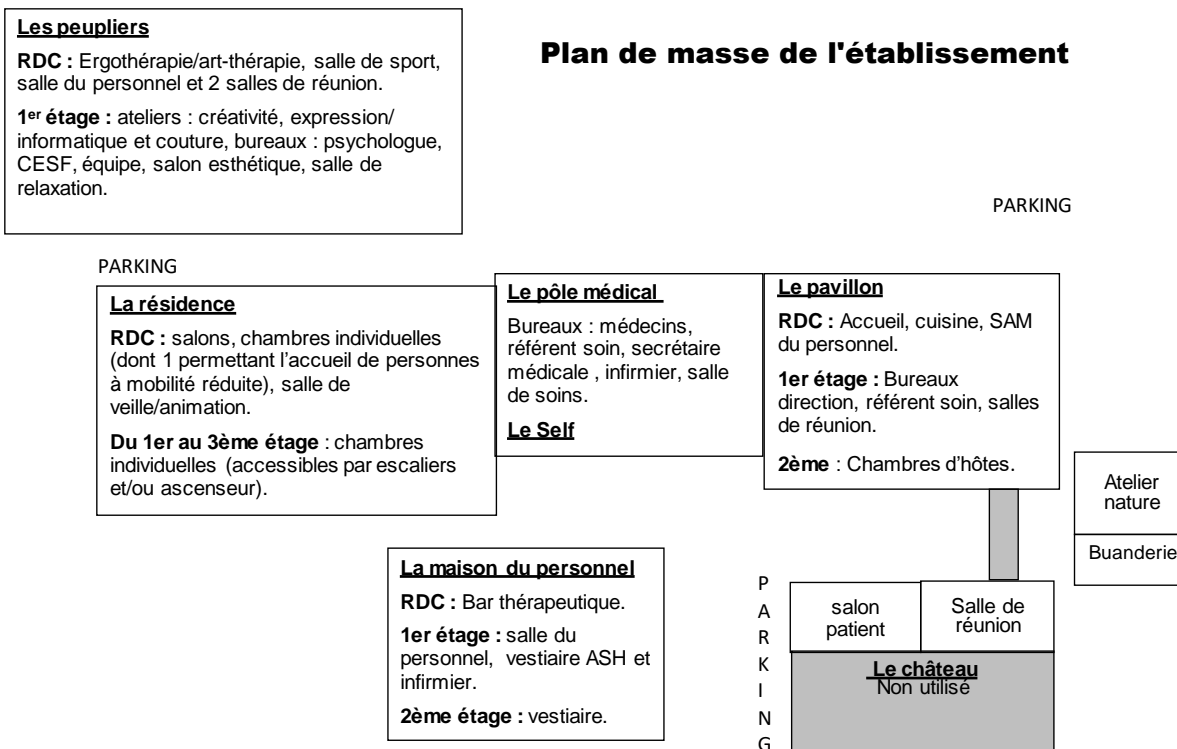 Les peupliers
RDC : Ergothérapie/art-thérapie, salle de sport,
salle du personnel et 2 salles de réunion.
1er étage : ateliers : créativité, expression/
informatique et couture, bureaux : psychologue,
CESF, équipe, salon esthétique, salle de
relaxation.
Plan de masse de l'établissement
PARKING
PARKING
La résidence
RDC : salons, chambres individuelles
(dont 1 permettant l’accueil de personnes
à mobilité réduite), salle de
veille/animation.
Du 1er au 3ème étage : chambres
individuelles (accessibles par escaliers
et/ou ascenseur).
Le pôle médical
Bureaux : médecins,
référent soin, secrétaire
médicale , infirmier, salle
de soins.
Le Self
Le pavillon
RDC : Accueil, cuisine, SAM
du personnel.
1er étage : Bureaux
direction, référent soin, salles
de réunion.
2ème : Chambres d’hôtes.
Atelier
nature
Buanderie
La maison du personnel
RDC : Bar thérapeutique.
1er étage : salle du
personnel, vestiaire ASH et
infirmier.
2ème étage : vestiaire.
P
A
R
K
I
N
G
salon
patient
Salle de
réunion
Le château
Non utilisé